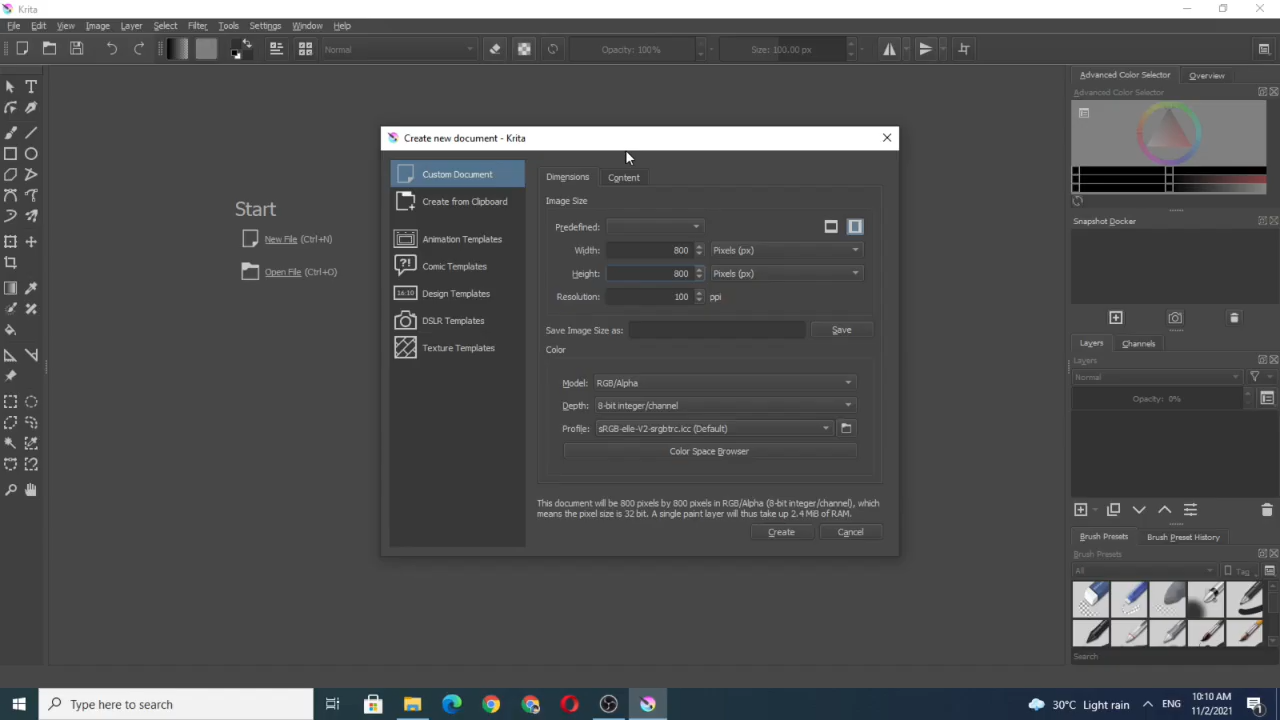 Krita
File Edit View Image Layer Select Filter Tools Settings Window Help
Normal Opacity: 100% Size: 100.00 px
Advanced Color Selector Overview
Advanced Color Selector
Create new document - Krita
Custom Document
Create from Clipboard
Animation Templates
Comic Templates
?!
Design Templates
16:10
DSLR Templates
Texture Templates
Dimensions Content
Image Size
Predefined:
Width: 800 Pixels (px)
Height: 800 Pixels (px)
Resolution: 100 ppi
Save Image Size as: Save
Color
Model: RGB/Alpha
Depth: 8-bit integer/channel
Profile: sRGB-elle-V2-srgbtrc.icc (Default)
Color Space Browser
This document will be 800 pixels by 800 pixels in RGB/Alpha (8-bit integer/channel), which
means the pixel size is 32 bit. A single paint layer will thus take up 2.4 MiB of RAM.
Create Cancel
Start
New File (Ctrl+N)
Open File (Ctrl+O)
Snapshot Docker
Layers Channels
Layers
Normal
Opacity: 0%
Brush Presets Brush Preset History
Brush Presets
All Tag
Search
Type here to search
30°C Light rain ENG
10:10 AM
11/2/2021
1